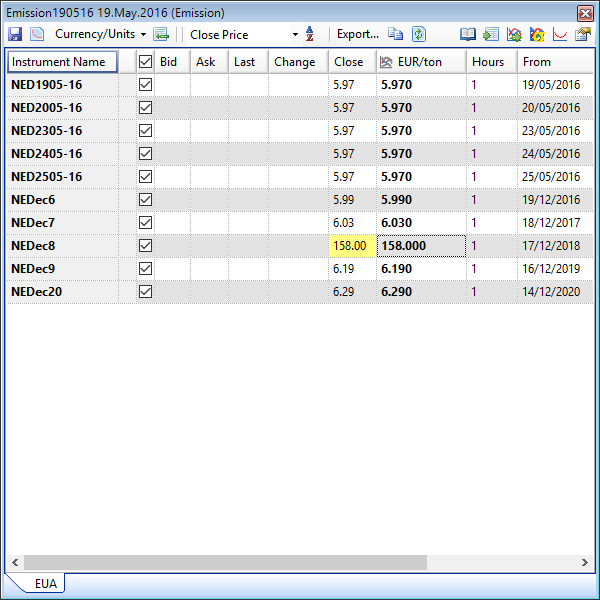 Emission190516 19.May.2016 (Emission)
Currency/Units Close Price Export...
Instrument Name Bid Ask Last Change Close EUR/ton Hours From
NED1905-16 5.97 5.970 1 19/05/2016
NED2005-16 5.97 5.970 1 20/05/2016
NED2305-16 5.97 5.970 1 23/05/2016
NED2405-16 5.97 5.970 1 24/05/2016
NED2505-16 5.97 5.970 1 25/05/2016
NEDec6 5.99 5.990 1 19/12/2016
NEDec7 6.03 6.030 1 18/12/2017
NEDec8 158.00 158.000 1 17/12/2018
NEDec9 6.19 6.190 1 16/12/2019
NEDec20 6.29 6.290 1 14/12/2020
EUA